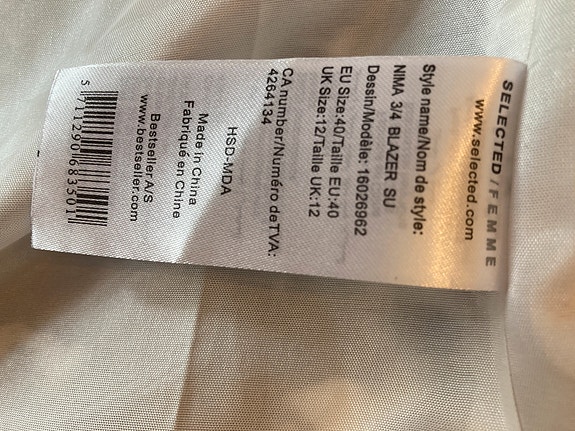 SELECTED / FEMME
www.selected.com
Style name/Nom de style:
NIMA 3/4 BLAZER SU
Dessin/Modèle: 16026962
EU Size:40/Taille EU:40
UK Size:12/Taille UK:12
CA number/Numéro de TVA:
4264134
HSD-MDA
Made in China
Fabriqué en Chine
Bestseller A/S
www.bestseller.com
5 711290 683501